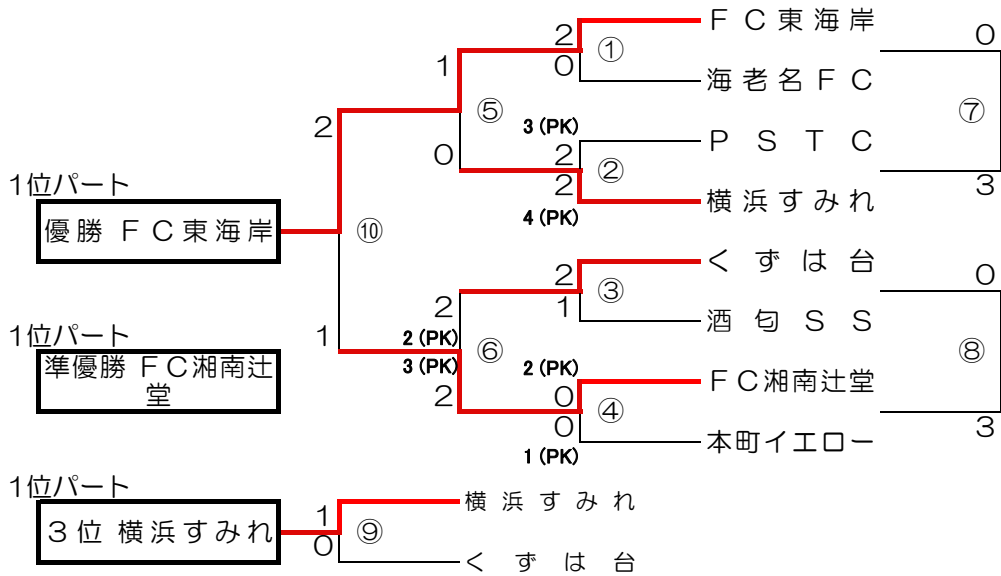 ＦＣ東海岸
2
①
0
海老名ＦＣ
0
⑦
3
1
⑤
0
3 (PK)
ＰＳＴＣ
2
②
2
4 (PK)
横浜すみれ
2
1位パート
優勝 ＦＣ東海岸
⑩
くずは台
2
③
1
酒匂ＳＳ
0
⑧
3
1
2
2 (PK)
⑥
3 (PK)
2
1位パート
準優勝 ＦＣ湘南辻
堂
2 (PK)
ＦＣ湘南辻堂
0
④
0
1 (PK)
本町イエロー
1位パート
３位 横浜すみれ
横浜すみれ
1
⑨
0
くずは台